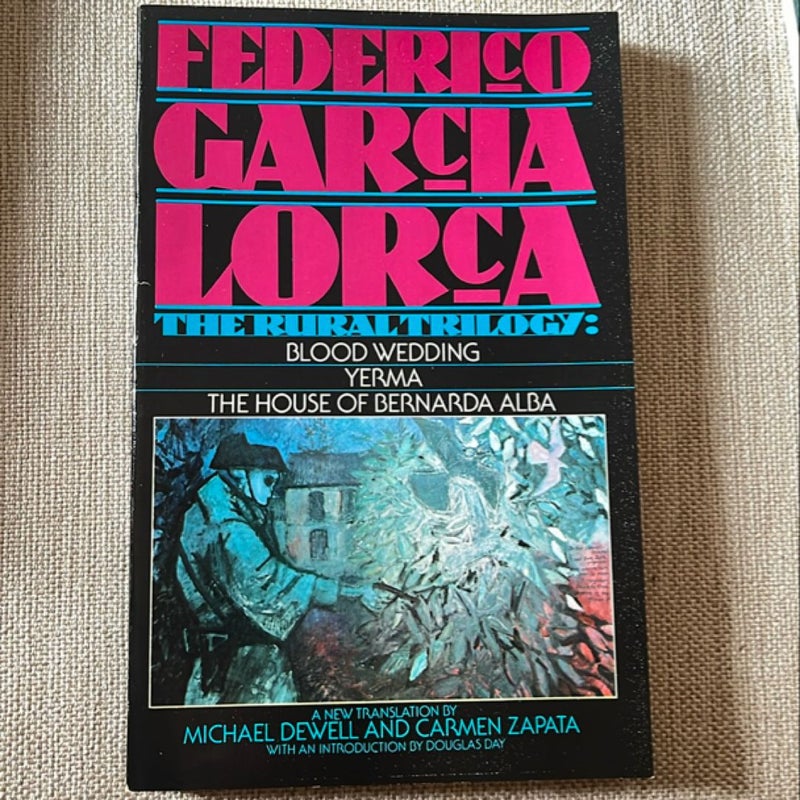 FEDERICO
GARCIA
LORCA
THE RURAL TRILOGY:
BLOOD WEDDING
YERMA
THE HOUSE OF BERNARDA ALBA
A NEW TRANSLATION BY
MICHAEL DEWELL AND CARMEN ZAPATA
WITH AN INTRODUCTION BY DOUGLAS DAY